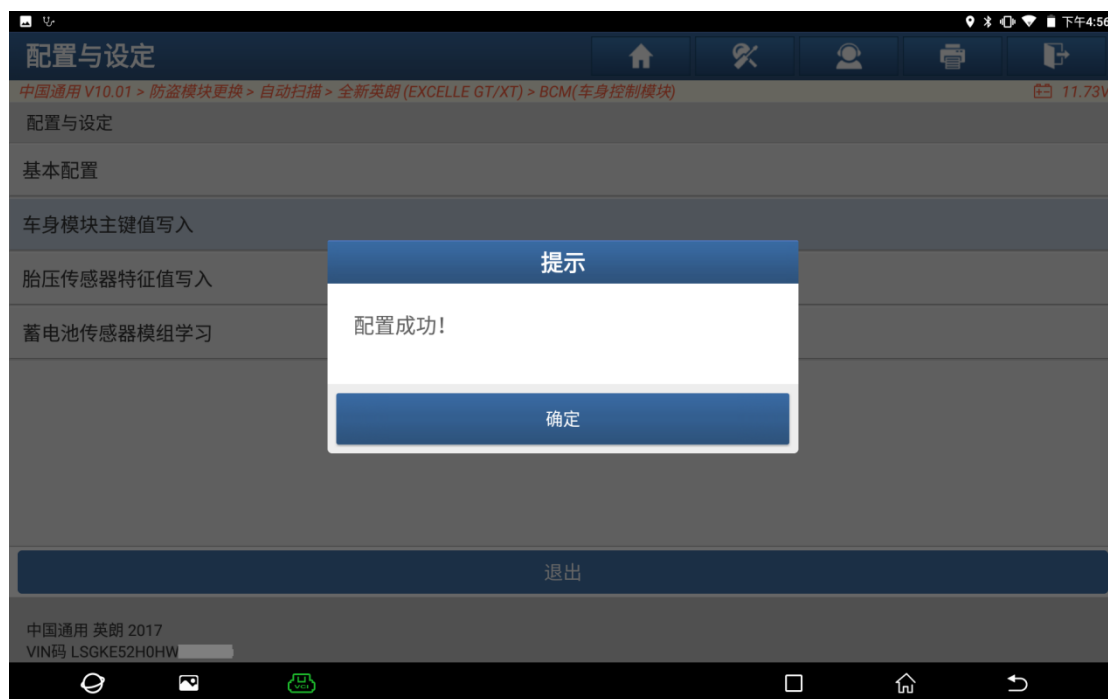 下午4:56
配置与设定
中国通用 V10.01 > 防盗模块更换 > 自动扫描 > 全新英朗 (EXCELLE GT/XT) > BCM(车身控制模块)
11.73V
配置与设定
基本配置
车身模块主键值写入
胎压传感器特征值写入
蓄电池传感器模组学习
提示
配置成功!
确定
退出
中国通用 英朗 2017
VIN码 LSGKE52H0HW
VCI